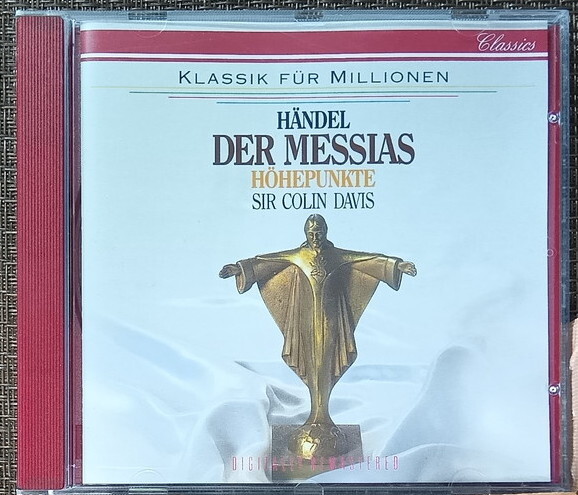 Classics
KLASSIK FÜR MILLIONEN
HÄNDEL
DER MESSIAS
HÖHEPUNKTE
SIR COLIN DAVIS
DIGITALLY REMASTERED